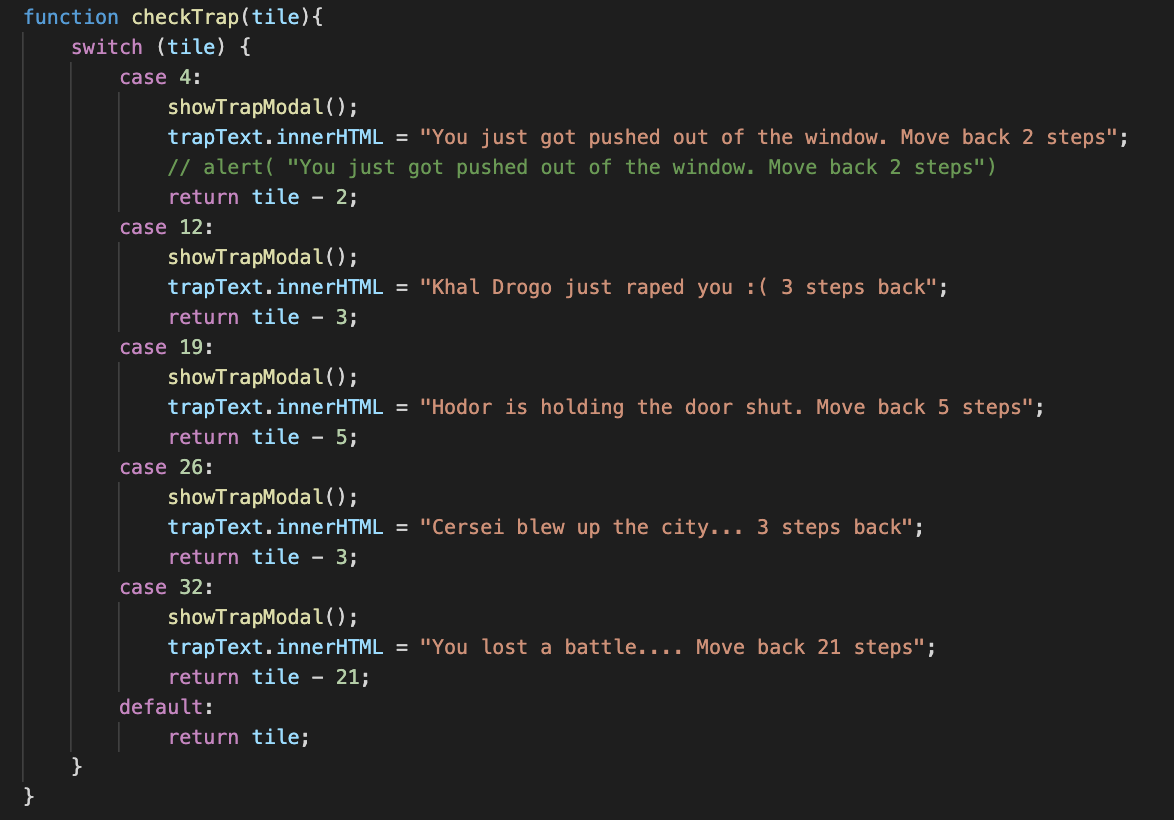 function checkTrap(tile){
switch (tile) {
case 4:
showTrapModal();
trapText.innerHTML = "You just got pushed out of the window. Move back 2 steps";
// alert( "You just got pushed out of the window. Move back 2 steps")
return tile - 2;
case 12:
showTrapModal();
trapText.innerHTML = "Khal Drogo just raped you :( 3 steps back";
return tile - 3;
case 19:
showTrapModal();
trapText.innerHTML = "Hodor is holding the door shut. Move back 5 steps";
return tile - 5;
case 26:
showTrapModal();
trapText.innerHTML = "Cersei blew up the city... 3 steps back";
return tile - 3;
case 32:
showTrapModal();
trapText.innerHTML = "You lost a battle.... Move back 21 steps";
return tile - 21;
default:
return tile;
}
}